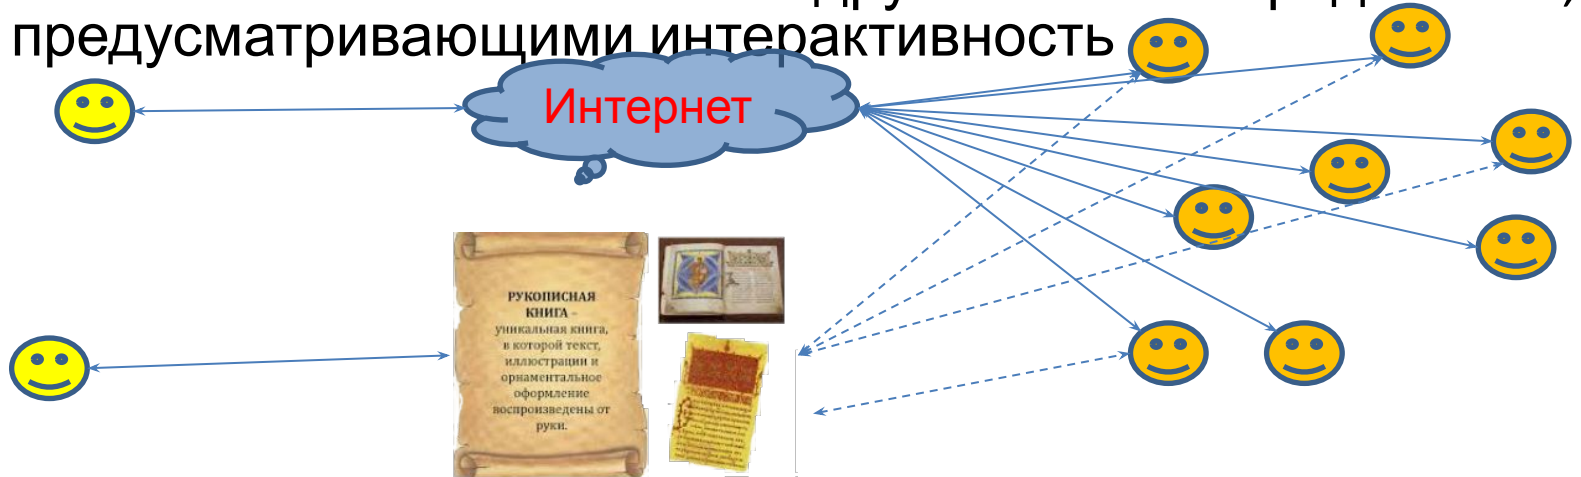 предусматривающими интерактивность
Интернет
РУКОПИСНАЯ
КНИГА –
уникальная книга,
в которой текст,
иллюстрации и
орнаментальное
оформление
воспроизведены от
руки.